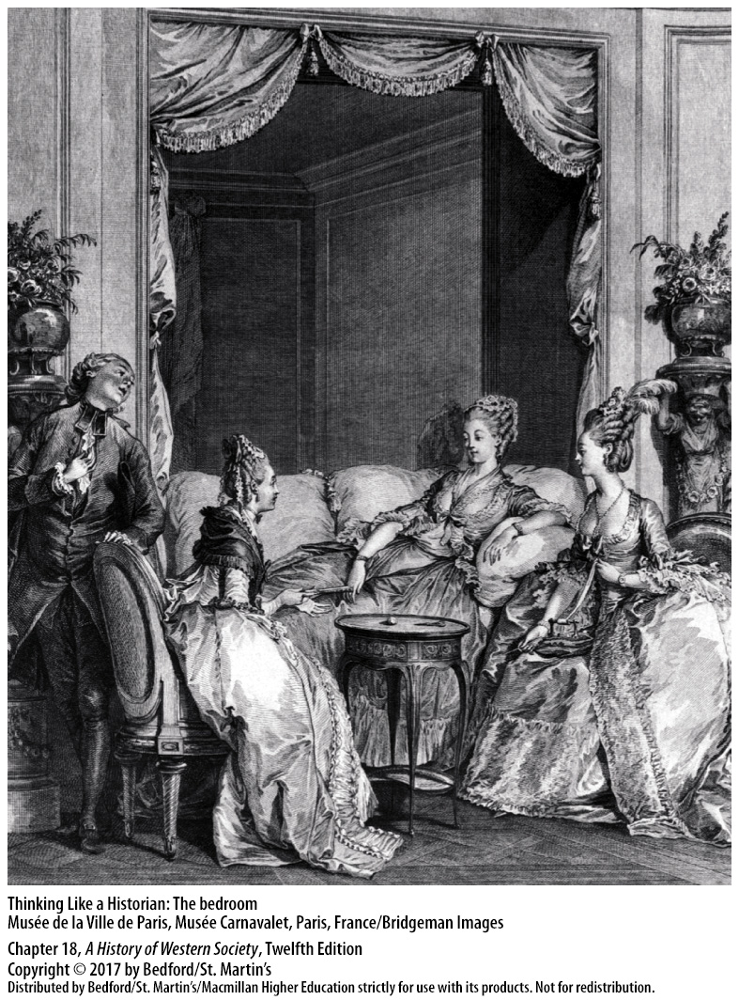 Thinking Like a Historian: The bedroom
Musée de la Ville de Paris, Musée Carnavalet, Paris, France/Bridgeman Images
Chapter 18, A History of Western Society, Twelfth Edition
Copyright © 2017 by Bedford/St. Martin's
Distributed by Bedford/St. Martin's/Macmillan Higher Education strictly for use with its products. Not for redistribution.